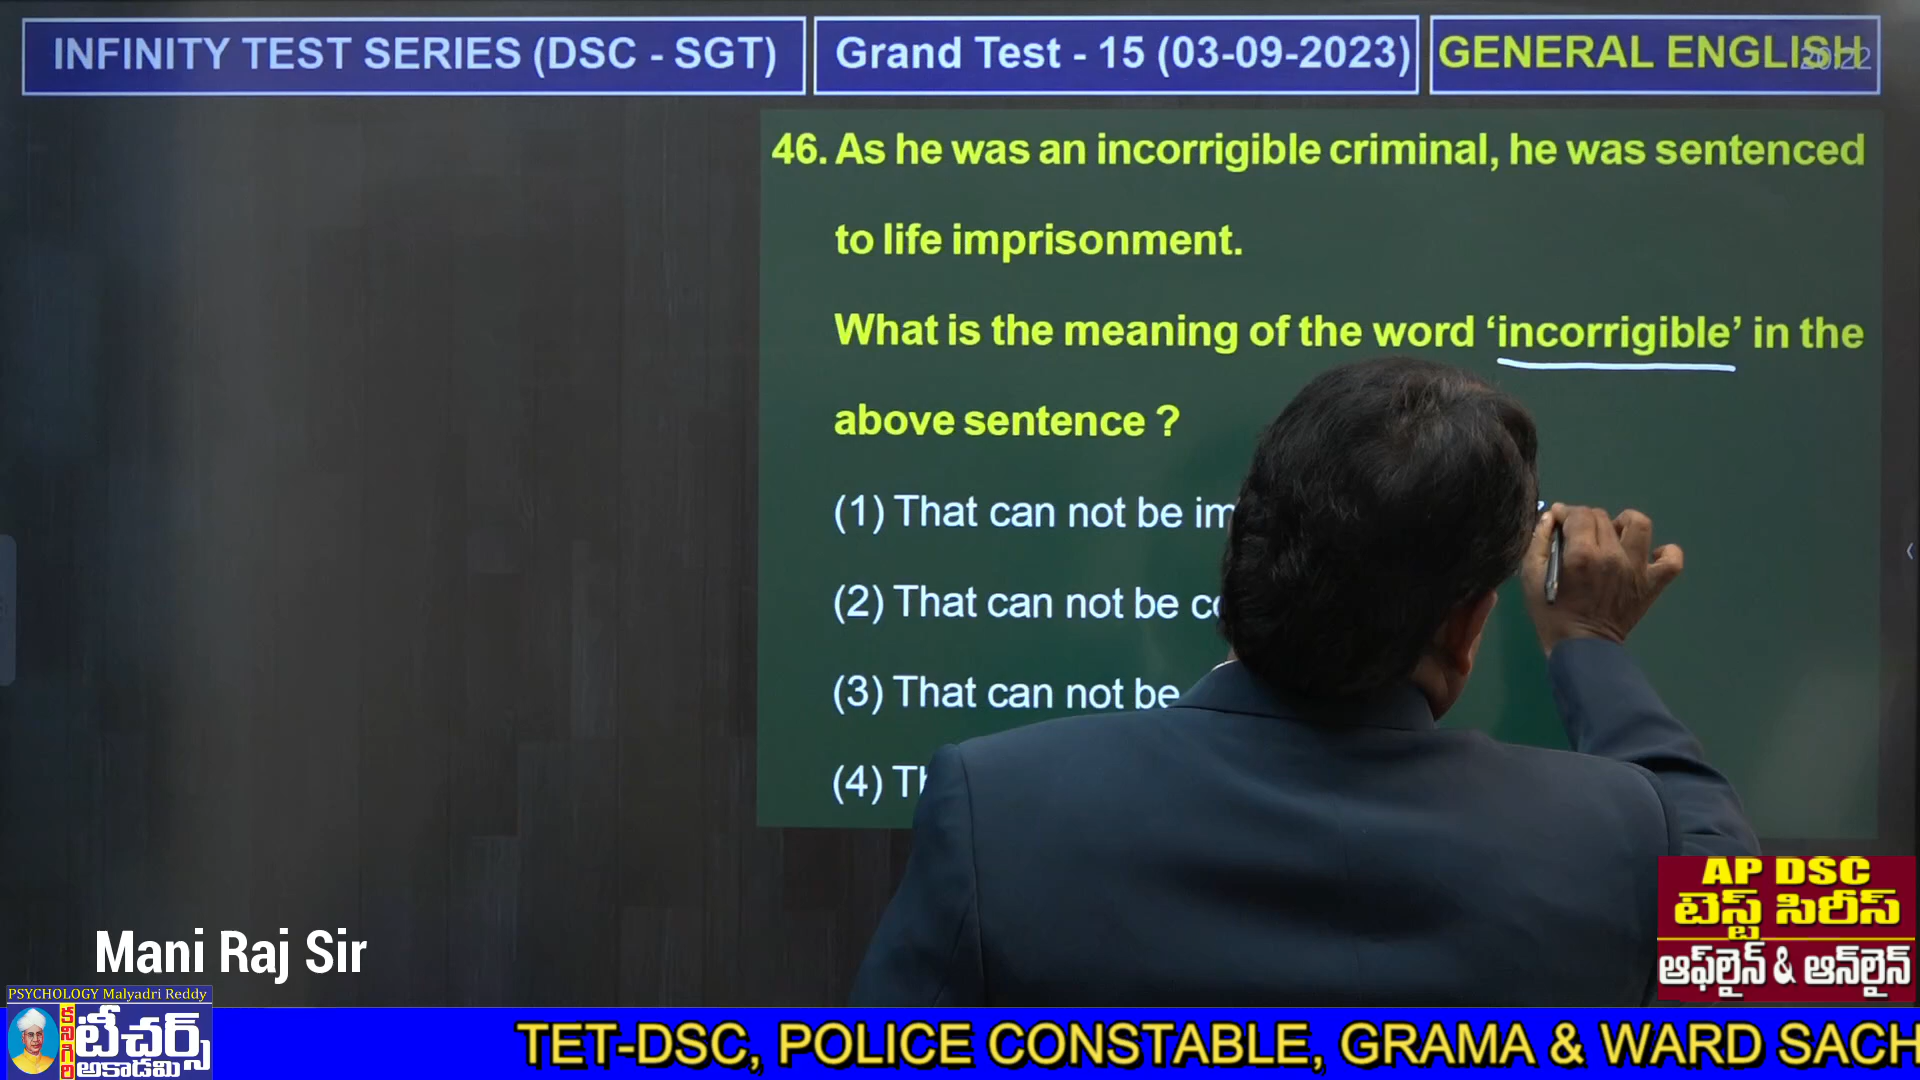 INFINITY TEST SERIES (DSC - SGT)
Grand Test - 15 (03-09-2023)
GENERAL ENGLISH
20:22
46. As he was an incorrigible criminal, he was sentenced
to life imprisonment.
What is the meaning of the word ‘incorrigible’ in the
above sentence ?
(1) That can not be
(2) That can not be
(3) That can not be
(4)
AP DSC
టెస్ట్ సిరీస్
ఆఫ్‌లైన్ & ఆన్‌లైన్
Mani Raj Sir
PSYCHOLOGY Malyadri Reddy
కనిగిరి
టీచర్స్
అకాడమి
TET-DSC, POLICE CONSTABLE, GRAMA & WARD SACH